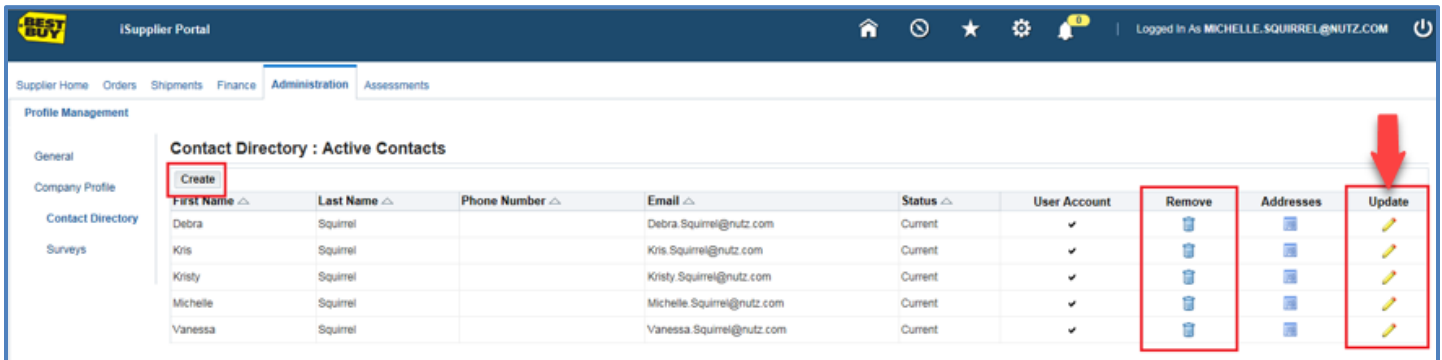 BEST BUY iSupplier Portal 0 Logged In As MICHELLE.SQUIRREL@NUTZ.COM
Supplier Home Orders Shipments Finance Administration Assessments
Profile Management
General
Company Profile
Contact Directory
Surveys
Contact Directory : Active Contacts
Create
First Name Last Name Phone Number Email Status User Account Remove Addresses Update
Debra Squirrel Debra.Squirrel@nutz.com Current
Kris Squirrel Kris.Squirrel@nutz.com Current
Kristy Squirrel Kristy.Squirrel@nutz.com Current
Michelle Squirrel Michelle.Squirrel@nutz.com Current
Vanessa Squirrel Vanessa.Squirrel@nutz.com Current